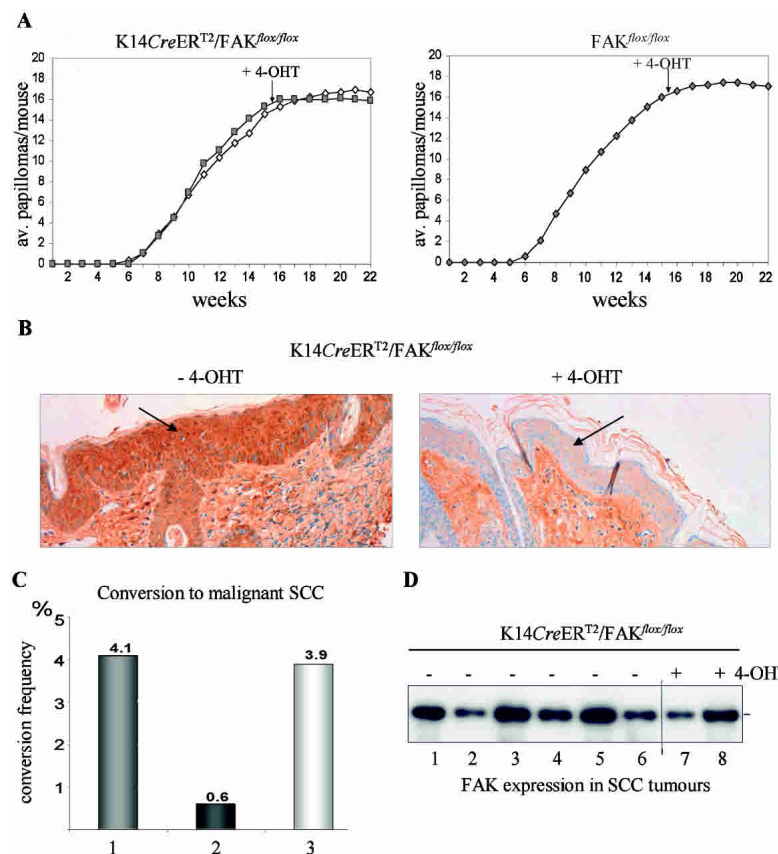 A
K14CreER^T2/FAK^flox/flox
+ 4-OHT
av. papillomas/mouse
20
18
16
14
12
10
8
6
4
2
0
2 4 6 8 10 12 14 16 18 20 22
weeks
FAK^flox/flox
+ 4-OHT
av. papillomas/mouse
20
18
16
14
12
10
8
6
4
2
0
2 4 6 8 10 12 14 16 18 20 22
weeks
B
K14CreER^T2/FAK^flox/flox
- 4-OHT
+ 4-OHT
C
Conversion to malignant SCC
%
conversion frequency
5
4
3
2
1
4.1
0.6
3.9
1 2 3
D
K14CreER^T2/FAK^flox/flox
- - - - - - + + 4-OHT
-
1 2 3 4 5 6 7 8
FAK expression in SCC tumours